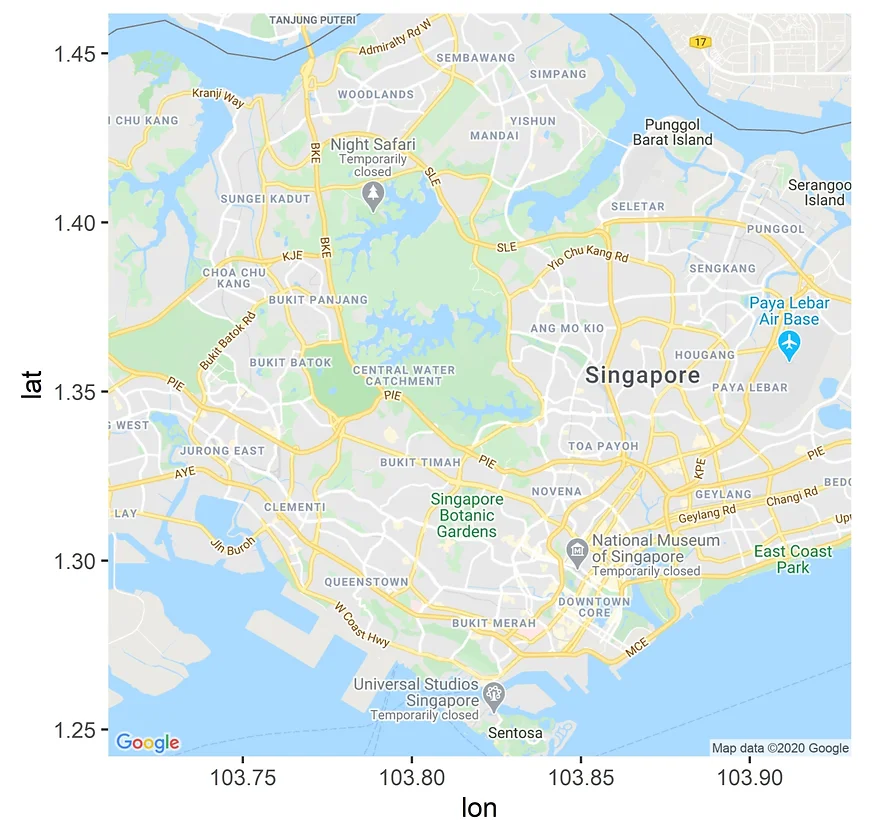 TANJUNG PUTERI
1.45
Admiralty Rd W
SEMBAWANG
17
SIMPANG
WOODLANDS
Kranji Way
I CHU KANG
YISHUN
MANDAI
Punggol
Barat Island
BKE
Night Safari
Temporarily
closed
SLE
Serangoo
Island
SUNGEI KADUT
SELETAR
1.40
PUNGGOL
BKE
SLE
KJE
Yio Chu Kang Rd
SENGKANG
CHOA CHU
KANG
BUKIT PANJANG
Paya Lebar
Air Base
ANG MO KIO
Bukit Batok Rd
HOUGANG
BUKIT BATOK
CENTRAL WATER
CATCHMENT
Singapore
PIE
PAYA LEBAR
lat
1.35
PIE
G WEST
TOA PAYOH
JURONG EAST
BUKIT TIMAH
PIE
PIE
KPE
AYE
NOVENA
GEYLANG
BEDO
Changi Rd
Singapore
Botanic
Gardens
CLEMENTI
LAY
Geylang Rd
Upr
Jln Buroh
National Museum
of Singapore
Temporarily closed
East Coast
Park
1.30
QUEENSTOWN
DOWNTOWN
CORE
W Coast Hwy
BUKIT MERAH
MCE
Universal Studios
Singapore
Temporarily closed
Sentosa
1.25
Google
Map data ©2020 Google
103.75
103.80
103.85
103.90
lon